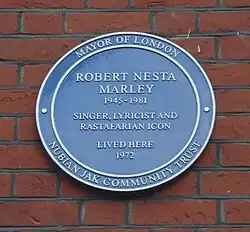 MAYOR OF LONDON
ROBERT NESTA
MARLEY
1945-1981
SINGER, LYRICIST AND
RASTAFARIAN ICON
LIVED HERE
1972
NUBIAN JAK COMMUNITY TRUST